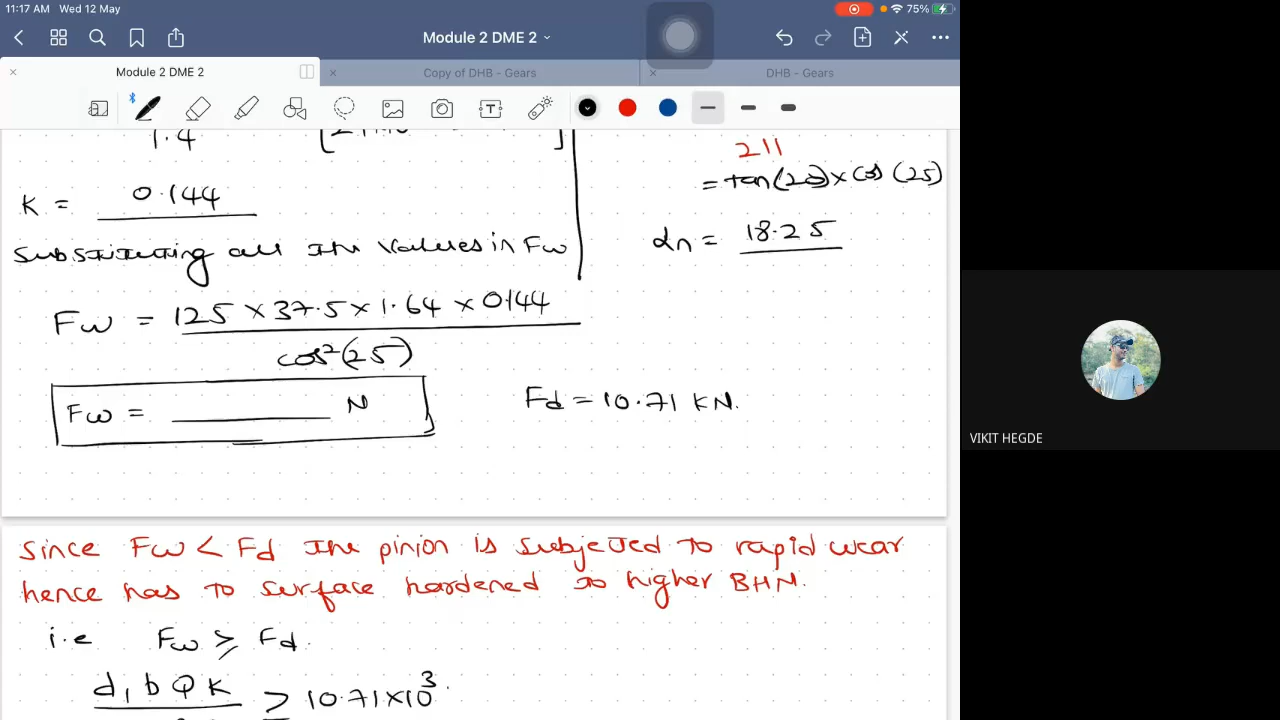 11:17 AM Wed 12 May
75%
Module 2 DME 2
Module 2 DME 2
Copy of DHB - Gears
DHB - Gears
1.4
K = 0.144
Substituting all the values in Fw
Fw = 125 × 37.5 × 1.64 × 0.144
cos²(25)
Fw = ________ N
211
= tan(20) × cos (25)
αn = 18.25
Fd = 10.71 KN.
Since Fw < Fd the pinion is subjected to rapid wear
hence has to surface hardened to higher BHN.
i.e Fw ≥ Fd.
d1 b Q K ≥ 10.71×10³
VIKIT HEGDE